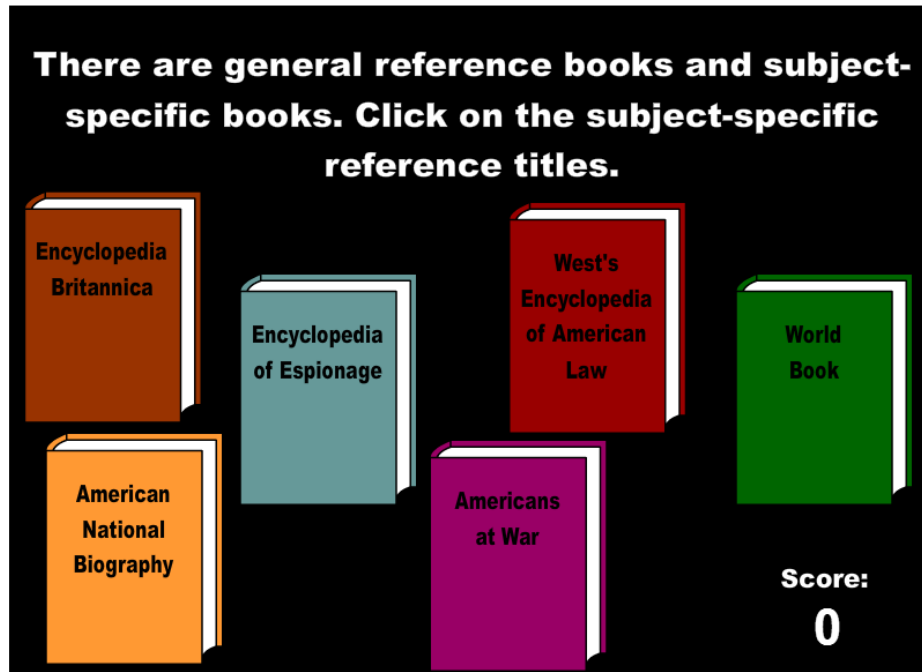 There are general reference books and subject-
specific books. Click on the subject-specific
reference titles.
Encyclopedia
Britannica
Encyclopedia
of Espionage
West's
Encyclopedia
of American
Law
World
Book
American
National
Biography
Americans
at War
Score:
0